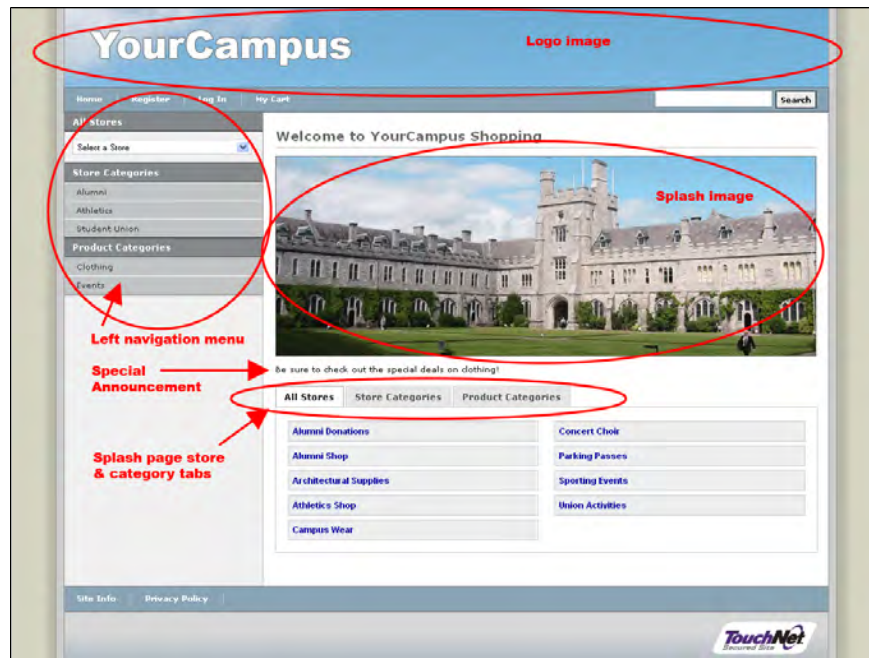 YourCampus
Logo image
Home Register Log In My Cart
Search
All Stores
Select a Store
Store Categories
Alumni
Athletics
Student Union
Product Categories
Clothing
Events
Left navigation menu
Special
Announcement
Splash page store
& category tabs
Welcome to YourCampus Shopping
Splash image
Be sure to check out the special deals on clothing!
All Stores Store Categories Product Categories
Alumni Donations
Concert Choir
Alumni Shop
Parking Passes
Architectural Supplies
Sporting Events
Athletics Shop
Union Activities
Campus Wear
Site Info Privacy Policy
TouchNet
Secured Site